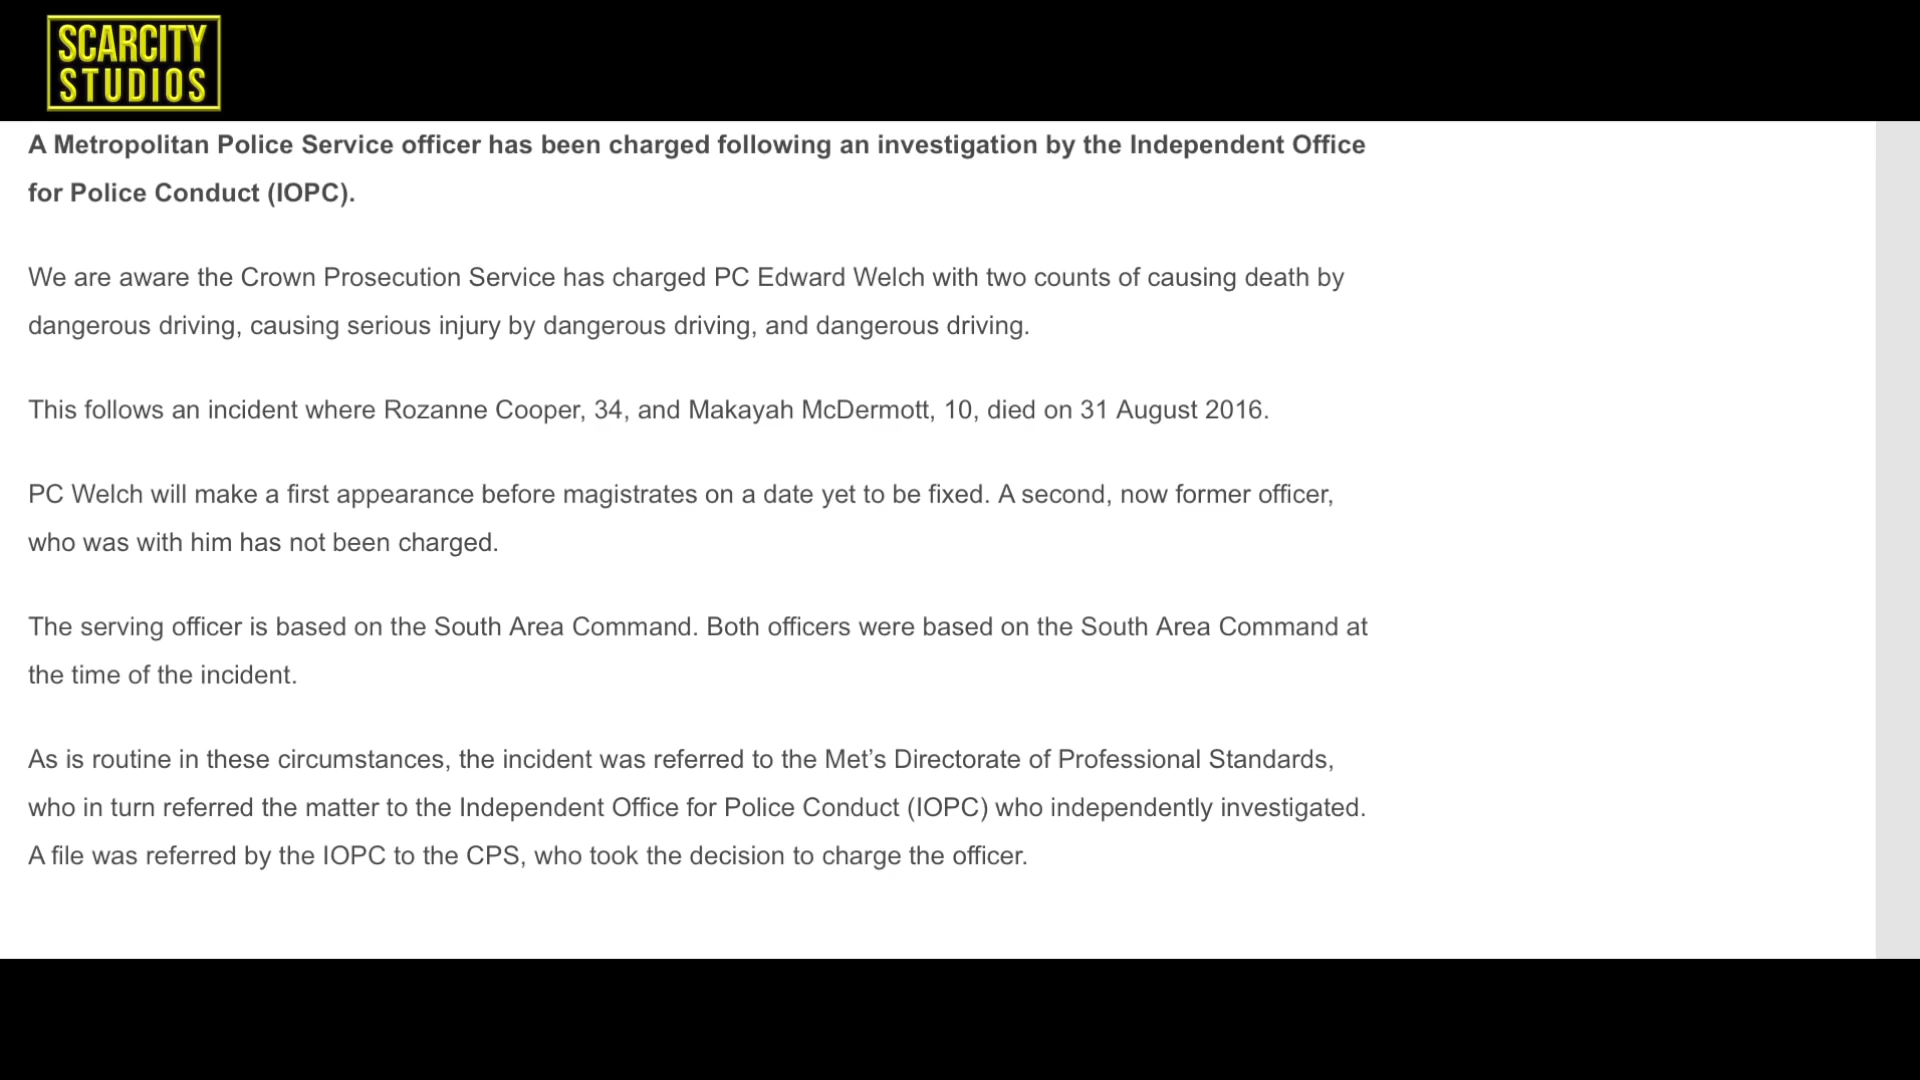 SCARCITY
STUDIOS
A Metropolitan Police Service officer has been charged following an investigation by the Independent Office
for Police Conduct (IOPC).
We are aware the Crown Prosecution Service has charged PC Edward Welch with two counts of causing death by
dangerous driving, causing serious injury by dangerous driving, and dangerous driving.
This follows an incident where Rozanne Cooper, 34, and Makayah McDermott, 10, died on 31 August 2016.
PC Welch will make a first appearance before magistrates on a date yet to be fixed. A second, now former officer,
who was with him has not been charged.
The serving officer is based on the South Area Command. Both officers were based on the South Area Command at
the time of the incident.
As is routine in these circumstances, the incident was referred to the Met’s Directorate of Professional Standards,
who in turn referred the matter to the Independent Office for Police Conduct (IOPC) who independently investigated.
A file was referred by the IOPC to the CPS, who took the decision to charge the officer.